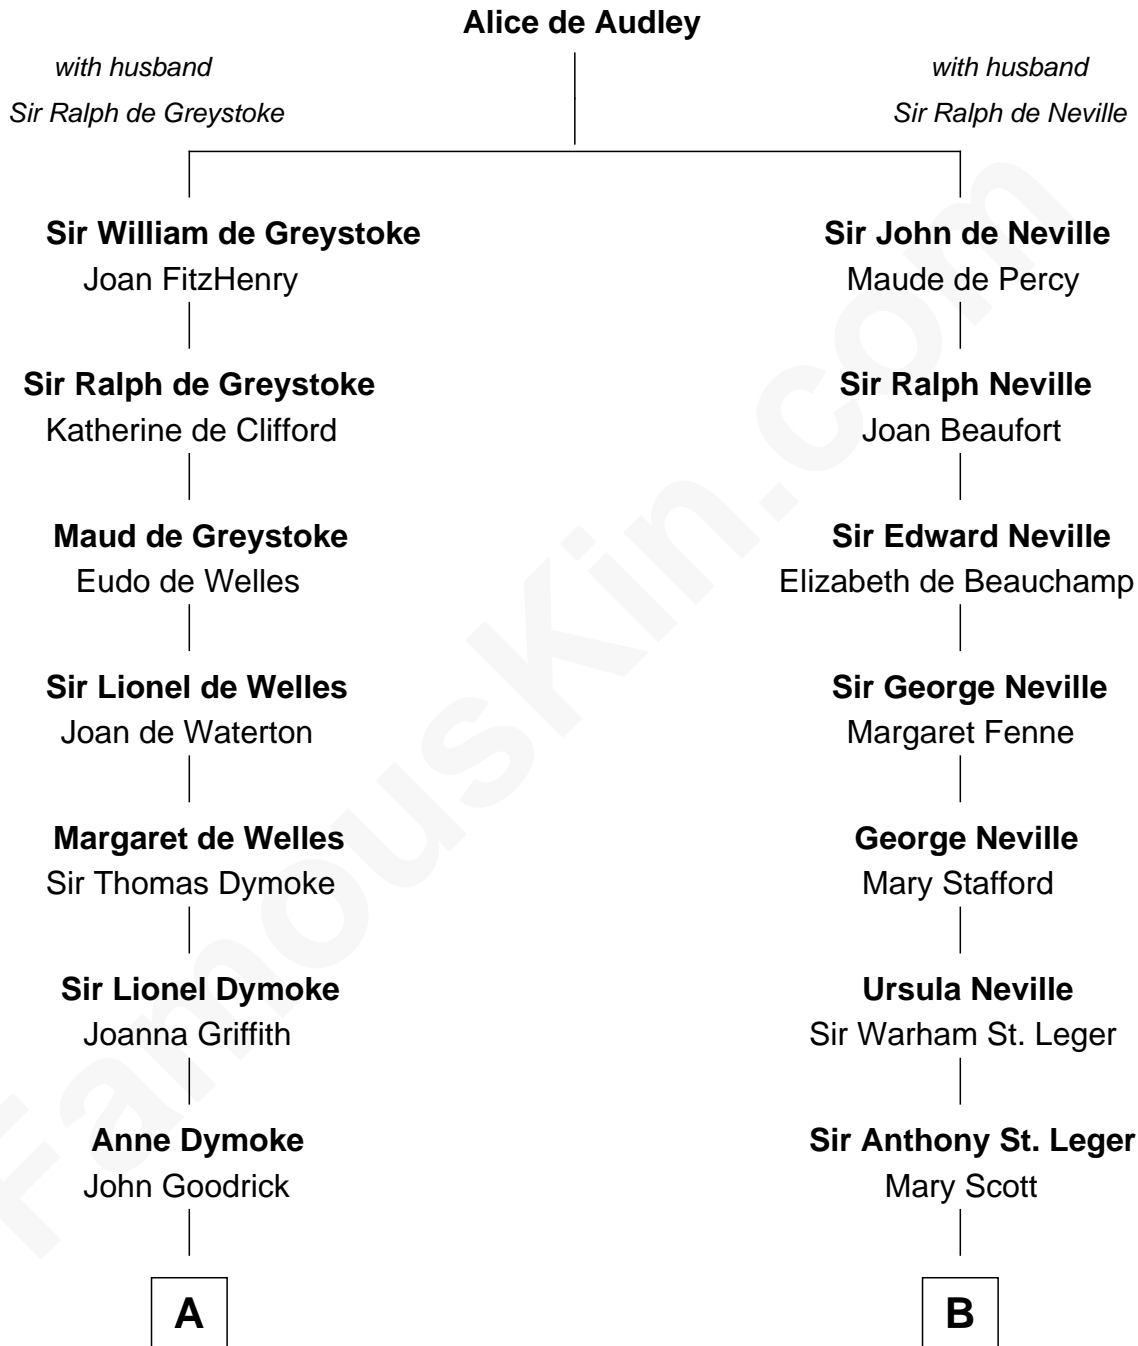 Alice de Audley
with husband
Sir Ralph de Greystoke
with husband
Sir Ralph de Neville
Sir William de Greystoke
Joan FitzHenry
Sir Ralph de Greystoke
Katherine de Clifford
Maud de Greystoke
Eudo de Welles
Sir Lionel de Welles
Joan de Waterton
Margaret de Welles
Sir Thomas Dymoke
Sir Lionel Dymoke
Joanna Griffith
Anne Dymoke
John Goodrick
A
Sir John de Neville
Maude de Percy
Sir Ralph Neville
Joan Beaufort
Sir Edward Neville
Elizabeth de Beauchamp
Sir George Neville
Margaret Fenne
George Neville
Mary Stafford
Ursula Neville
Sir Warham St. Leger
Sir Anthony St. Leger
Mary Scott
B
FamousKin.com